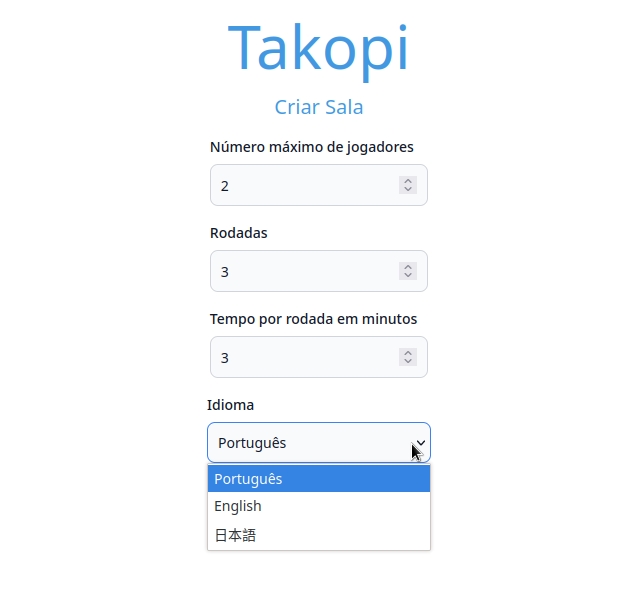 Takopi
Criar Sala
Número máximo de jogadores
2
Rodadas
3
Tempo por rodada em minutos
3
Idioma
Português
Português
English
日本語